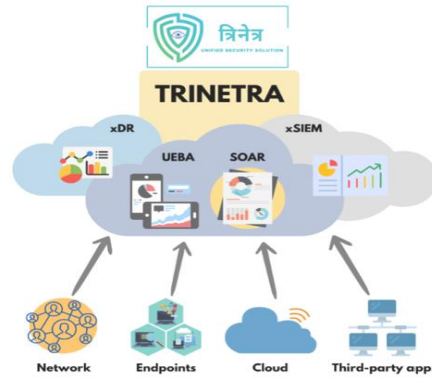 त्रिनेत्र
UNIFIED SECURITY SOLUTION
TRINETRA
xDR
xSIEM
UEBA
SOAR
Network
Endpoints
Cloud
Third-party app